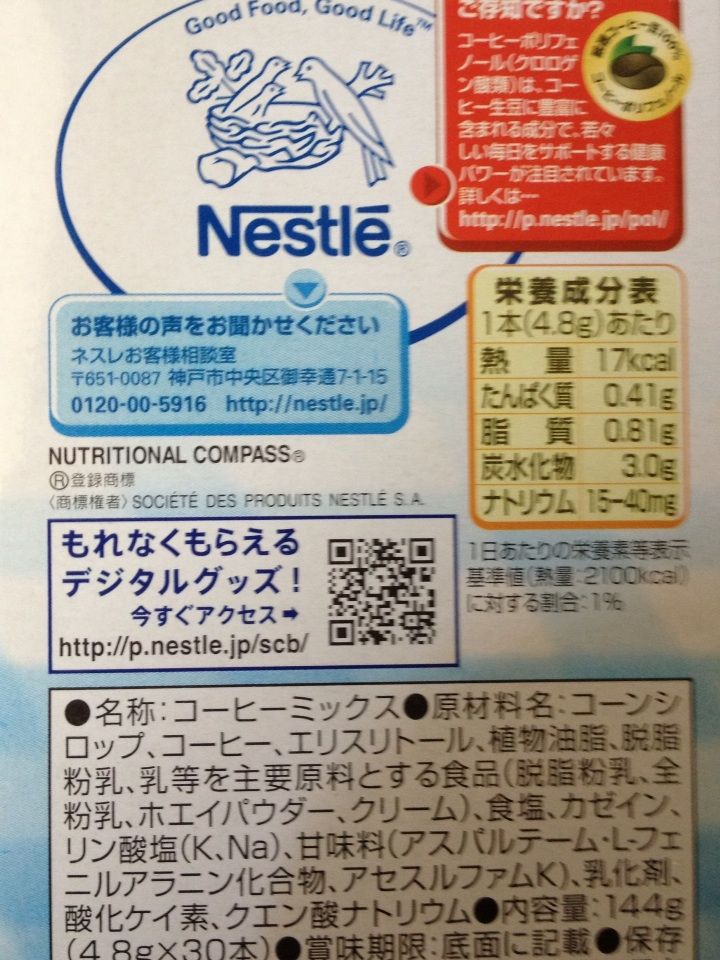 Good Food, Good Life™
Nestlé®
ご存知ですか?
コーヒーポリフェ
ノール(クロロゲ
ン酸類)は、コー
ヒー生豆に豊富に
含まれる成分で、若々
しい毎日をサポートする健康
パワーが注目されています。
詳しくは…
http://p.nestle.jp/pol/
お客様の声をお聞かせください
ネスレお客様相談室
〒651-0087 神戸市中央区御幸通7-1-15
0120-00-5916 http://nestle.jp/
栄養成分表
1本(4.8g)あたり
熱量 17kcal
たんぱく質 0.41g
脂質 0.81g
炭水化物 3.0g
ナトリウム 15-40mg
1日あたりの栄養素等表示
基準値(熱量:2100kcal)
に対する割合:1%
NUTRITIONAL COMPASS®
Ⓡ登録商標
〈商標権者〉SOCIÉTÉ DES PRODUITS NESTLÉ S.A.
もれなくもらえる
デジタルグッズ!
今すぐアクセス➡
http://p.nestle.jp/scb/
●名称:コーヒーミックス●原材料名:コーンシ
ロップ、コーヒー、エリスリトール、植物油脂、脱脂
粉乳、乳等を主要原料とする食品(脱脂粉乳、全
粉乳、ホエイパウダー、クリーム)、食塩、カゼイン、
リン酸塩(K、Na)、甘味料(アスパルテーム・L-フェ
ニルアラニン化合物、アセスルファムK)、乳化剤、
酸化ケイ素、クエン酸ナトリウム●内容量:144g
(4.8g×30本)●賞味期限:底面に記載●保存